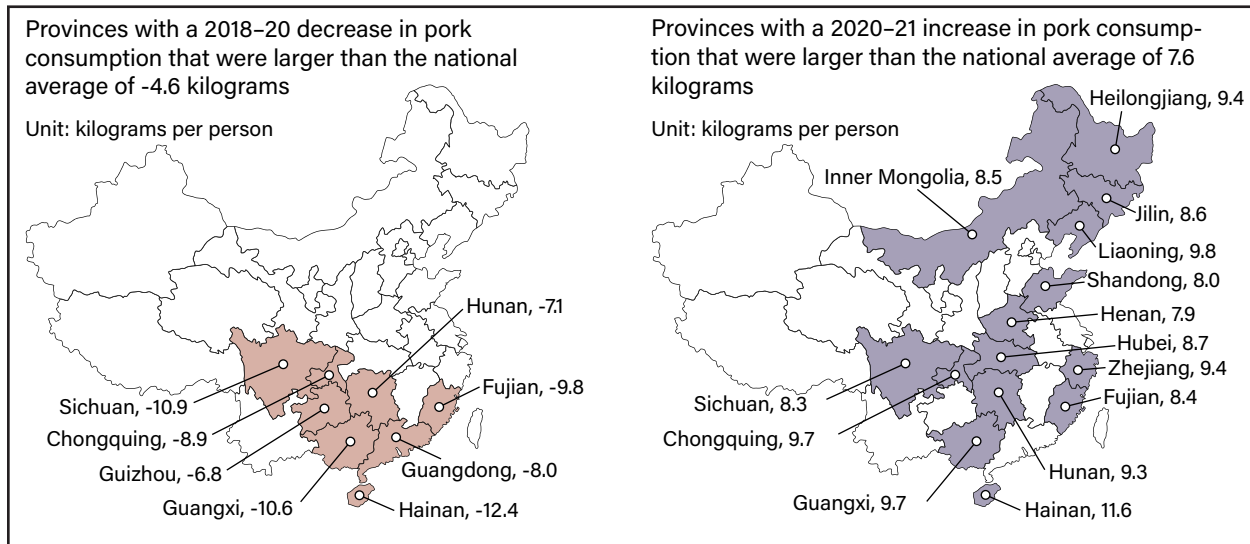 Provinces with a 2018–20 decrease in pork
consumption that were larger than the national
average of -4.6 kilograms
Unit: kilograms per person
Hunan, -7.1
Fujian, -9.8
Sichuan, -10.9
Chongquing, -8.9
Guizhou, -6.8
Guangdong, -8.0
Guangxi, -10.6
Hainan, -12.4
Provinces with a 2020–21 increase in pork consump-
tion that were larger than the national average of 7.6
kilograms
Unit: kilograms per person
Heilongjiang, 9.4
Inner Mongolia, 8.5
Jilin, 8.6
Liaoning, 9.8
Shandong, 8.0
Henan, 7.9
Hubei, 8.7
Zhejiang, 9.4
Fujian, 8.4
Sichuan, 8.3
Chongquing, 9.7
Hunan, 9.3
Guangxi, 9.7
Hainan, 11.6